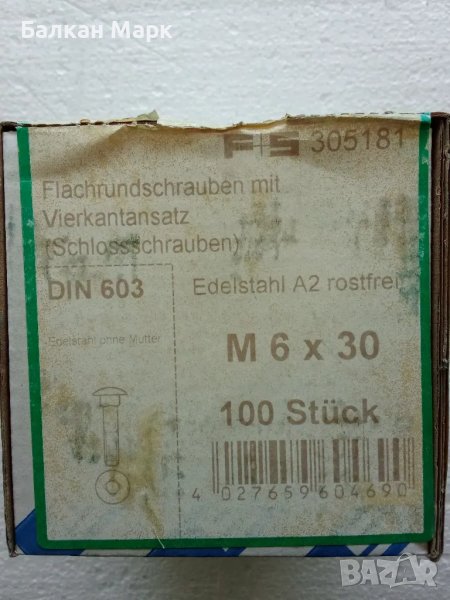 Балкан Марк
F+S 305181
Flachrundschrauben mit
Vierkantansatz
(Schlossschrauben)
DIN 603
Edelstahl A2 rostfrei
Edelstahl ohne Mutter
M 6 x 30
100 Stück
4 027659 604690
BAZAR